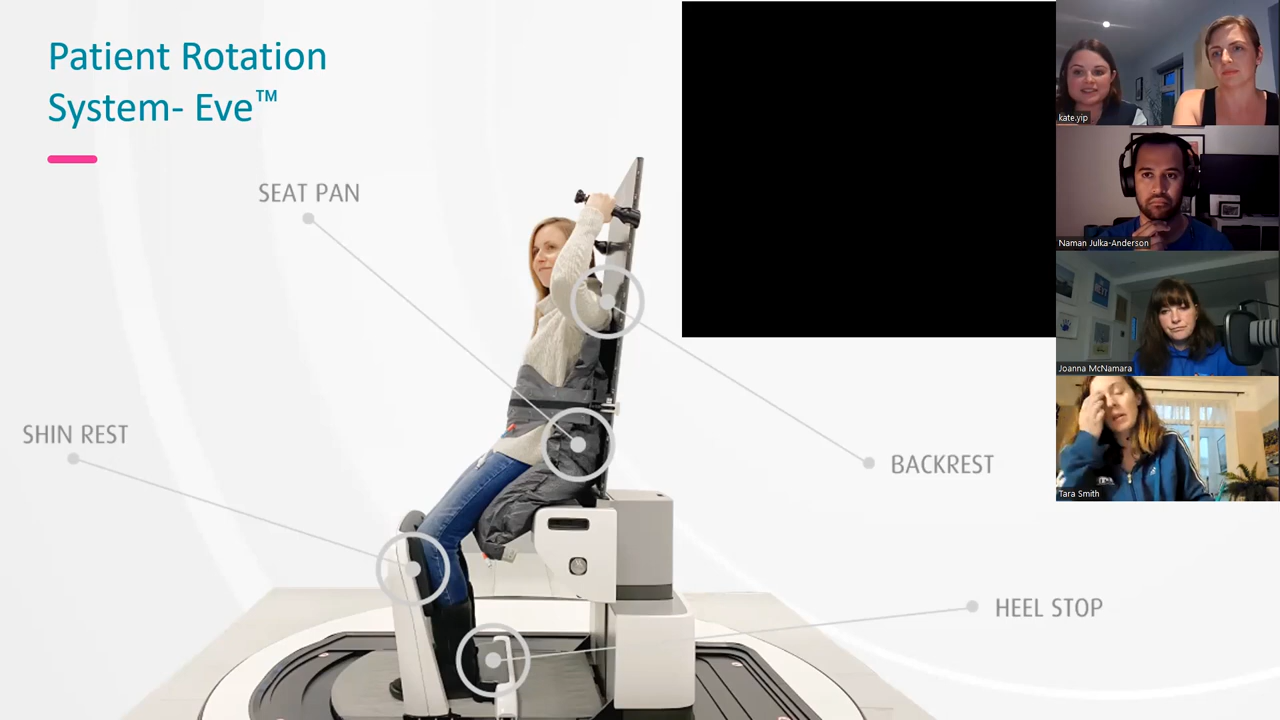 Patient Rotation
System- Eve™
SEAT PAN
SHIN REST
BACKREST
HEEL STOP
kate.yip
Naman Julka-Anderson
Joanna McNamara
Tara Smith